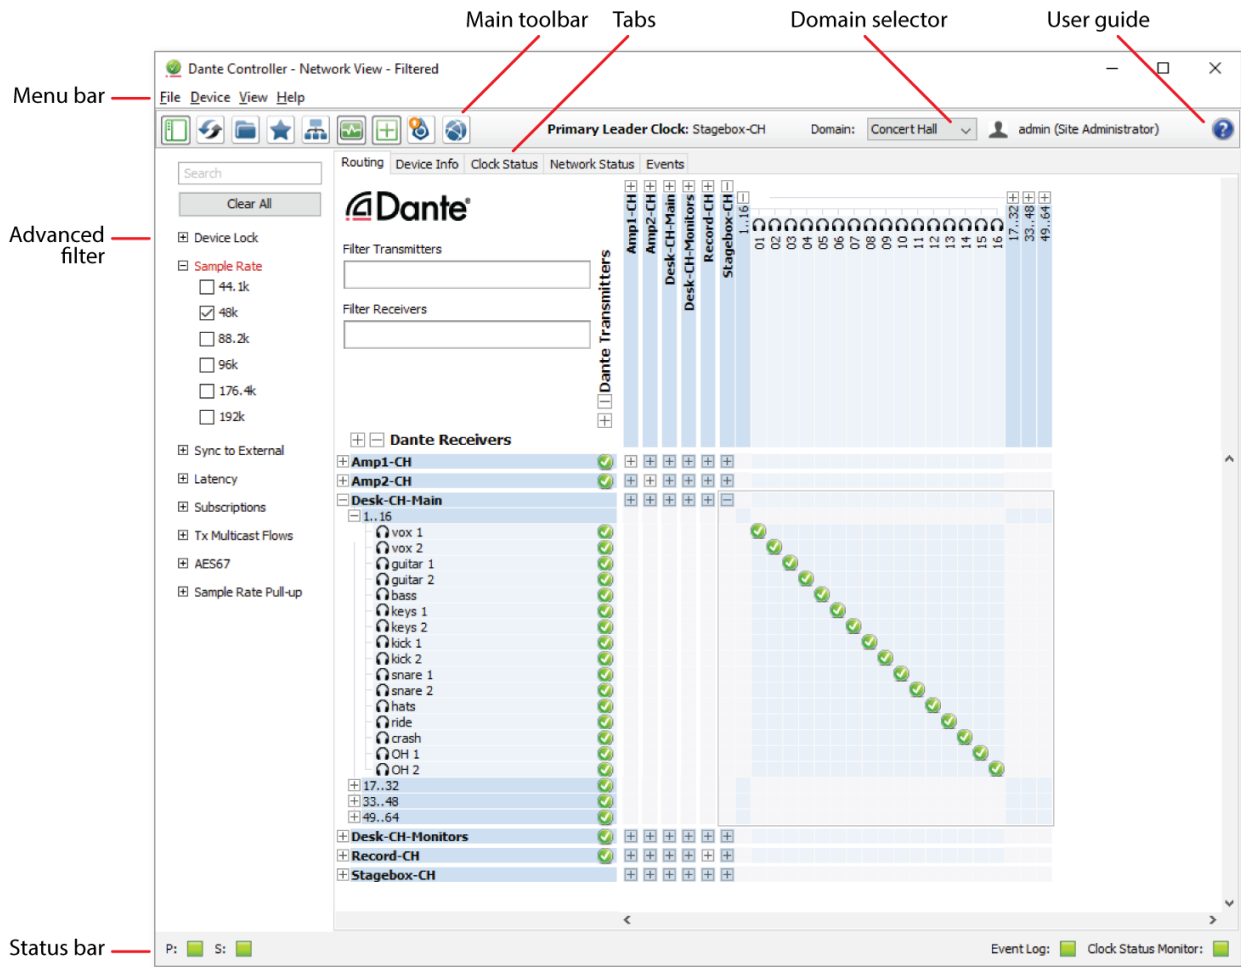 Main toolbar Tabs Domain selector User guide
Dante Controller - Network View - Filtered
Menu bar
File Device View Help
Primary Leader Clock: Stagebox-CH Domain: Concert Hall admin (Site Administrator)
Search
Clear All
Advanced
filter
Device Lock
Sample Rate
44.1k
48k
88.2k
96k
176.4k
192k
Sync to External
Latency
Subscriptions
Tx Multicast Flows
AES67
Sample Rate Pull-up
Routing Device Info Clock Status Network Status Events
Dante
Filter Transmitters
Filter Receivers
Dante Transmitters
Amp1-CH
Amp2-CH
Desk-CH-Main
Desk-CH-Monitors
Record-CH
Stagebox-CH
1..16
01
02
03
04
05
06
07
08
09
10
11
12
13
14
15
16
17..32
33..48
49..64
Dante Receivers
Amp1-CH
Amp2-CH
Desk-CH-Main
1..16
vox 1
vox 2
guitar 1
guitar 2
bass
keys 1
keys 2
kick 1
kick 2
snare 1
snare 2
hats
ride
crash
OH 1
OH 2
17..32
33..48
49..64
Desk-CH-Monitors
Record-CH
Stagebox-CH
Status bar
P: S: Event Log: Clock Status Monitor: